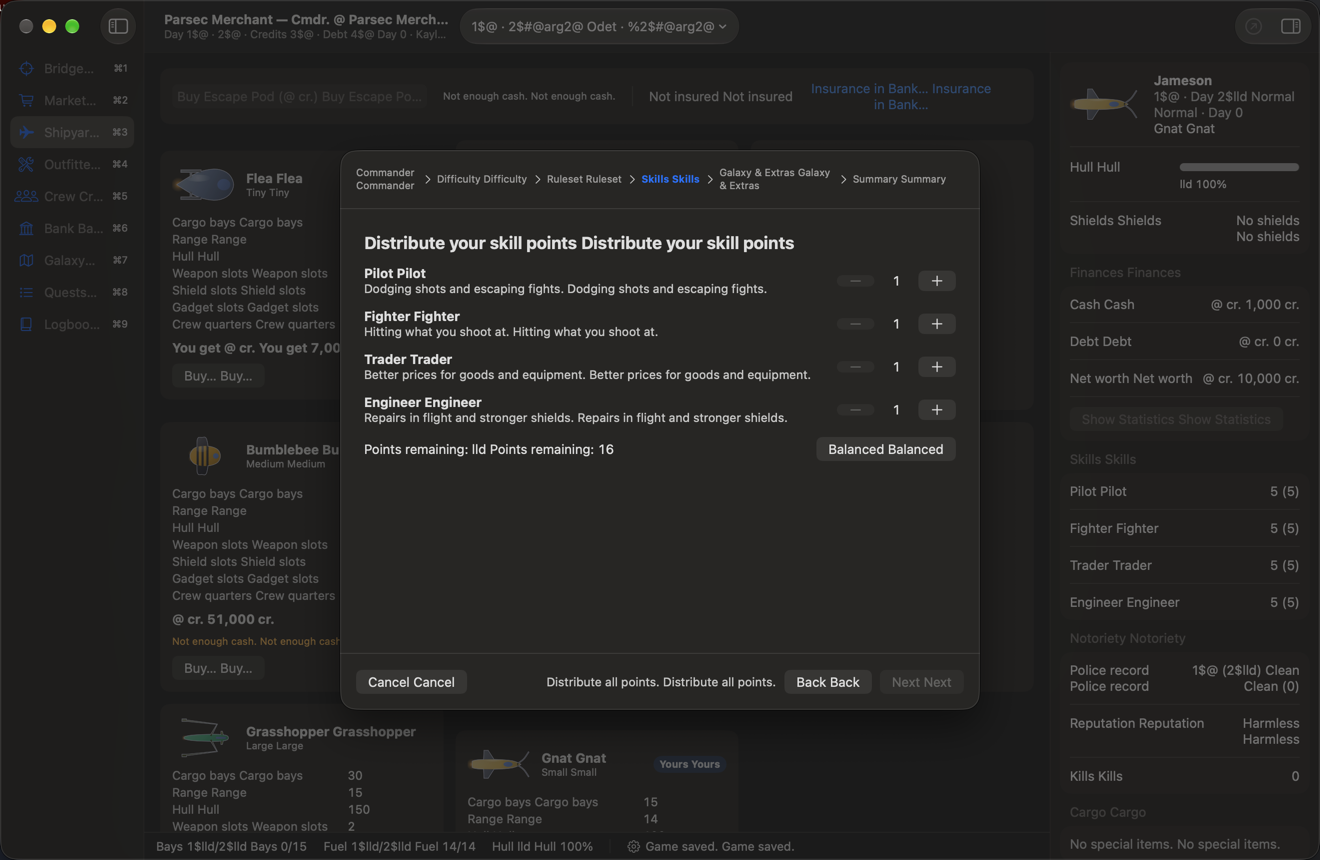 Parsec Merchant — Cmdr. @ Parsec Merch...
Day 1$@ · 2$@ · Credits 3$@ · Debt 4$@ Day 0 · Kayl...
1$@ · 2$#@arg2@ Odet · %2$#@arg2@
Bridge... ⌘1
Market... ⌘2
Shipyar... ⌘3
Outfitte... ⌘4
Crew Cr... ⌘5
Bank Ba... ⌘6
Galaxy... ⌘7
Quests... ⌘8
Logboo... ⌘9
Buy Escape Pod (@ cr.) Buy Escape Po...
Not enough cash. Not enough cash.
Not insured Not insured
Insurance in Bank... Insurance
in Bank...
Flea Flea
Tiny Tiny
Cargo bays Cargo bays
Range Range
Hull Hull
Weapon slots Weapon slots
Shield slots Shield slots
Gadget slots Gadget slots
Crew quarters Crew quarters
You get @ cr. You get 7,00
Buy... Buy...
Bumblebee Bu
Medium Medium
Cargo bays Cargo bays
Range Range
Hull Hull
Weapon slots Weapon slots
Shield slots Shield slots
Gadget slots Gadget slots
Crew quarters Crew quarters
@ cr. 51,000 cr.
Not enough cash. Not enough cash
Buy... Buy...
Grasshopper Grasshopper
Large Large
Cargo bays Cargo bays 30
Range Range 15
Hull Hull 150
Weapon slots Weapon slots 2
Gnat Gnat
Small Small
Yours Yours
Cargo bays Cargo bays 15
Range Range 14
Commander
Commander
Difficulty Difficulty
Ruleset Ruleset
Skills Skills
Galaxy & Extras Galaxy
& Extras
Summary Summary
Distribute your skill points Distribute your skill points
Pilot Pilot
Dodging shots and escaping fights. Dodging shots and escaping fights.
— 1 +
Fighter Fighter
Hitting what you shoot at. Hitting what you shoot at.
— 1 +
Trader Trader
Better prices for goods and equipment. Better prices for goods and equipment.
— 1 +
Engineer Engineer
Repairs in flight and stronger shields. Repairs in flight and stronger shields.
— 1 +
Points remaining: lld Points remaining: 16
Balanced Balanced
Cancel Cancel
Distribute all points. Distribute all points.
Back Back
Next Next
Jameson
1$@ · Day 2$lld Normal
Normal · Day 0
Gnat Gnat
Hull Hull
lld 100%
Shields Shields
No shields
No shields
Finances Finances
Cash Cash @ cr. 1,000 cr.
Debt Debt @ cr. 0 cr.
Net worth Net worth @ cr. 10,000 cr.
Show Statistics Show Statistics
Skills Skills
Pilot Pilot 5 (5)
Fighter Fighter 5 (5)
Trader Trader 5 (5)
Engineer Engineer 5 (5)
Notoriety Notoriety
Police record 1$@ (2$lld) Clean
Police record Clean (0)
Reputation Reputation Harmless
Harmless
Kills Kills 0
Cargo Cargo
No special items. No special items.
Bays 1$lld/2$lld Bays 0/15
Fuel 1$lld/2$lld Fuel 14/14
Hull lld Hull 100%
Game saved. Game saved.